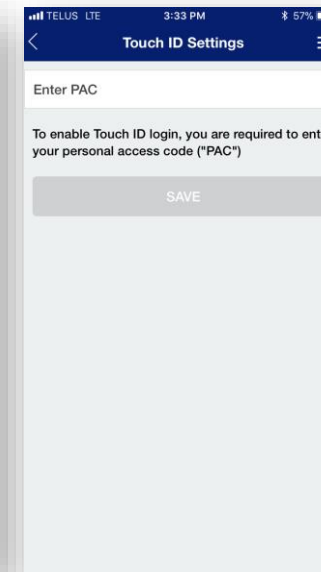 TELUS LTE 3:33 PM 57%
Touch ID Settings
Enter PAC
To enable Touch ID login, you are required to ent
your personal access code ("PAC")
SAVE